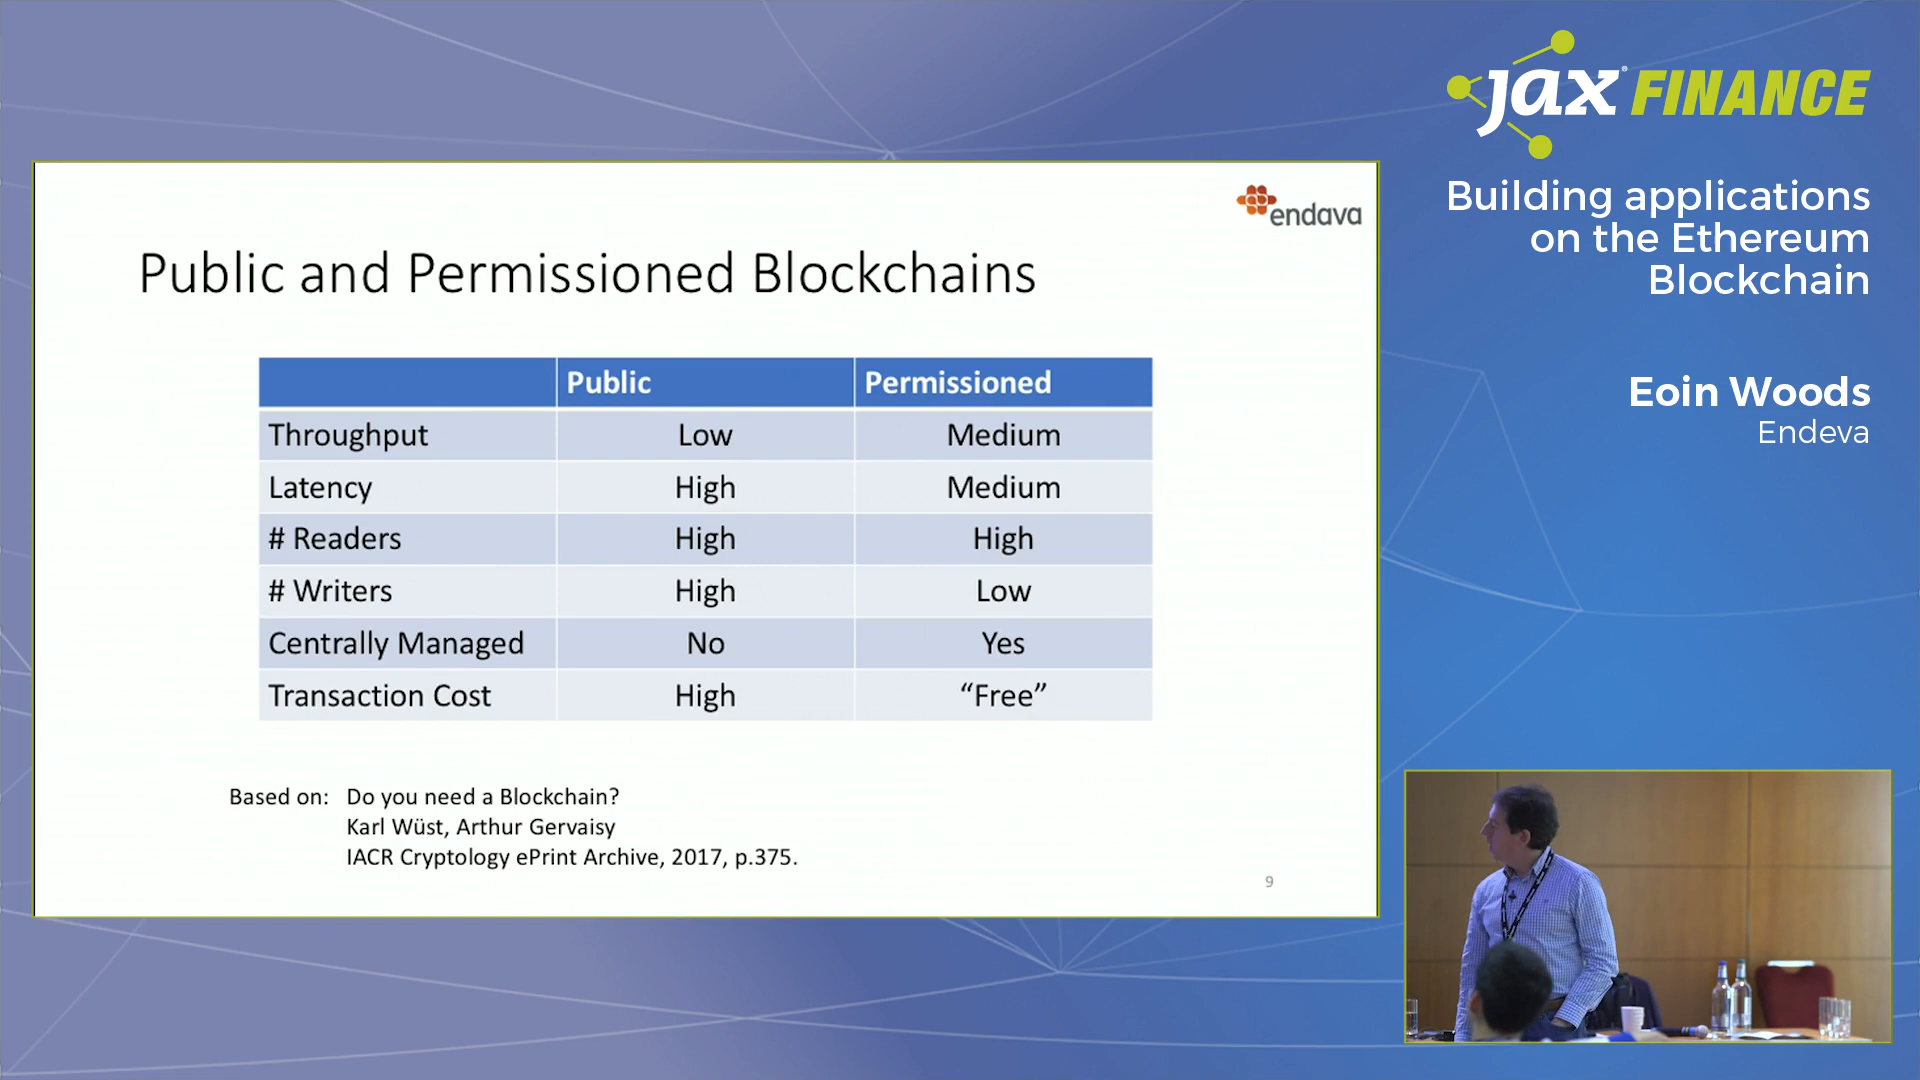 jax® FINANCE
Building applications
on the Ethereum
Blockchain
Eoin Woods
Endeva
endava
Public and Permissioned Blockchains
Public Permissioned
Throughput Low Medium
Latency High Medium
# Readers High High
# Writers High Low
Centrally Managed No Yes
Transaction Cost High “Free”
Based on: Do you need a Blockchain?
Karl Wüst, Arthur Gervaisy
IACR Cryptology ePrint Archive, 2017, p.375.
9